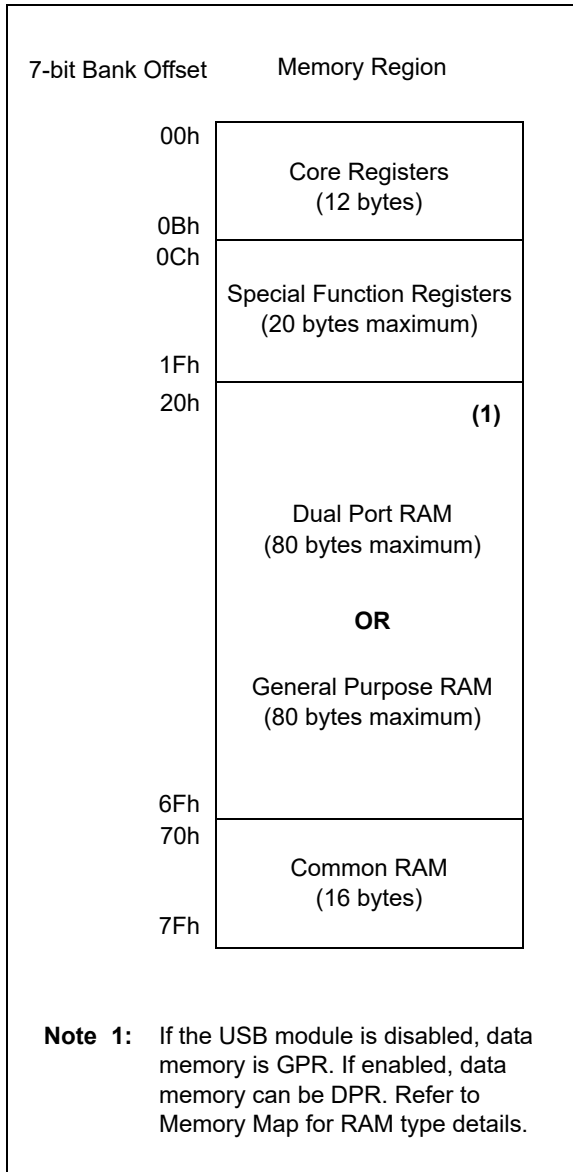 7-bit Bank Offset Memory Region
00h
Core Registers
(12 bytes)
0Bh
0Ch
Special Function Registers
(20 bytes maximum)
1Fh
20h
(1)
Dual Port RAM
(80 bytes maximum)
OR
General Purpose RAM
(80 bytes maximum)
6Fh
70h
Common RAM
(16 bytes)
7Fh
Note 1: If the USB module is disabled, data
memory is GPR. If enabled, data
memory can be DPR. Refer to
Memory Map for RAM type details.